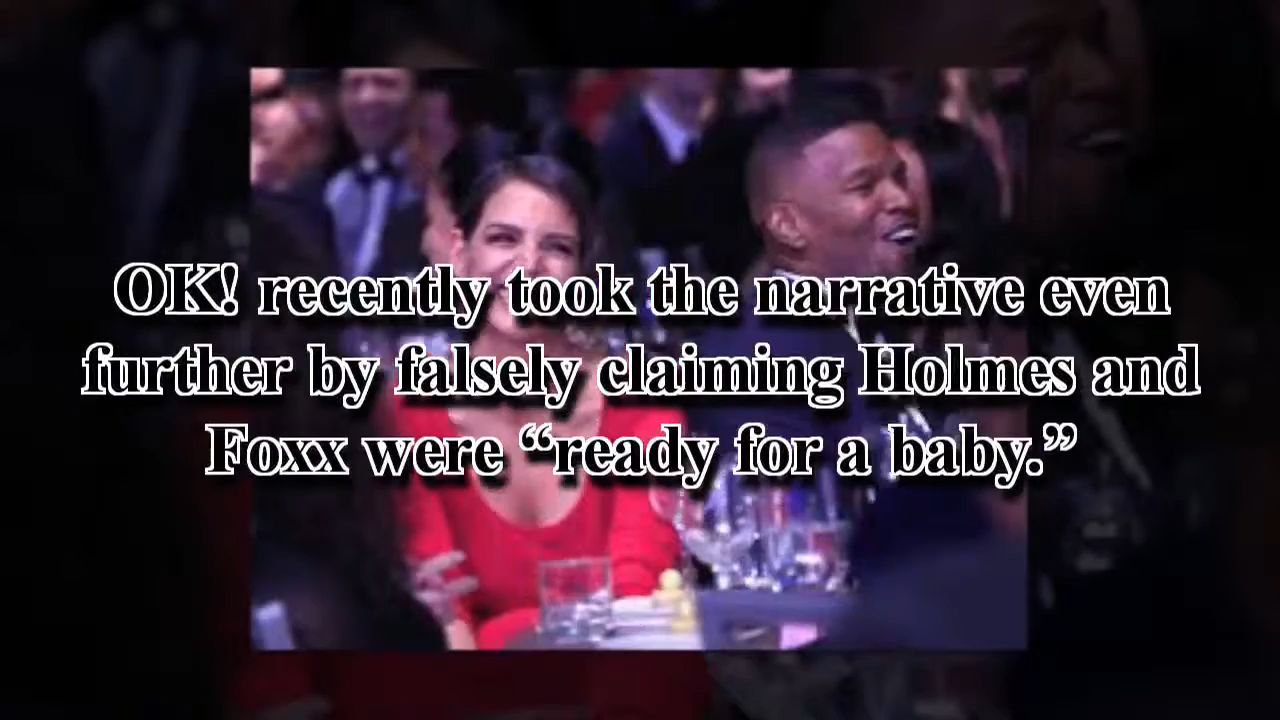 OK! recently took the narrative even
further by falsely claiming Holmes and
Foxx were “ready for a baby.”